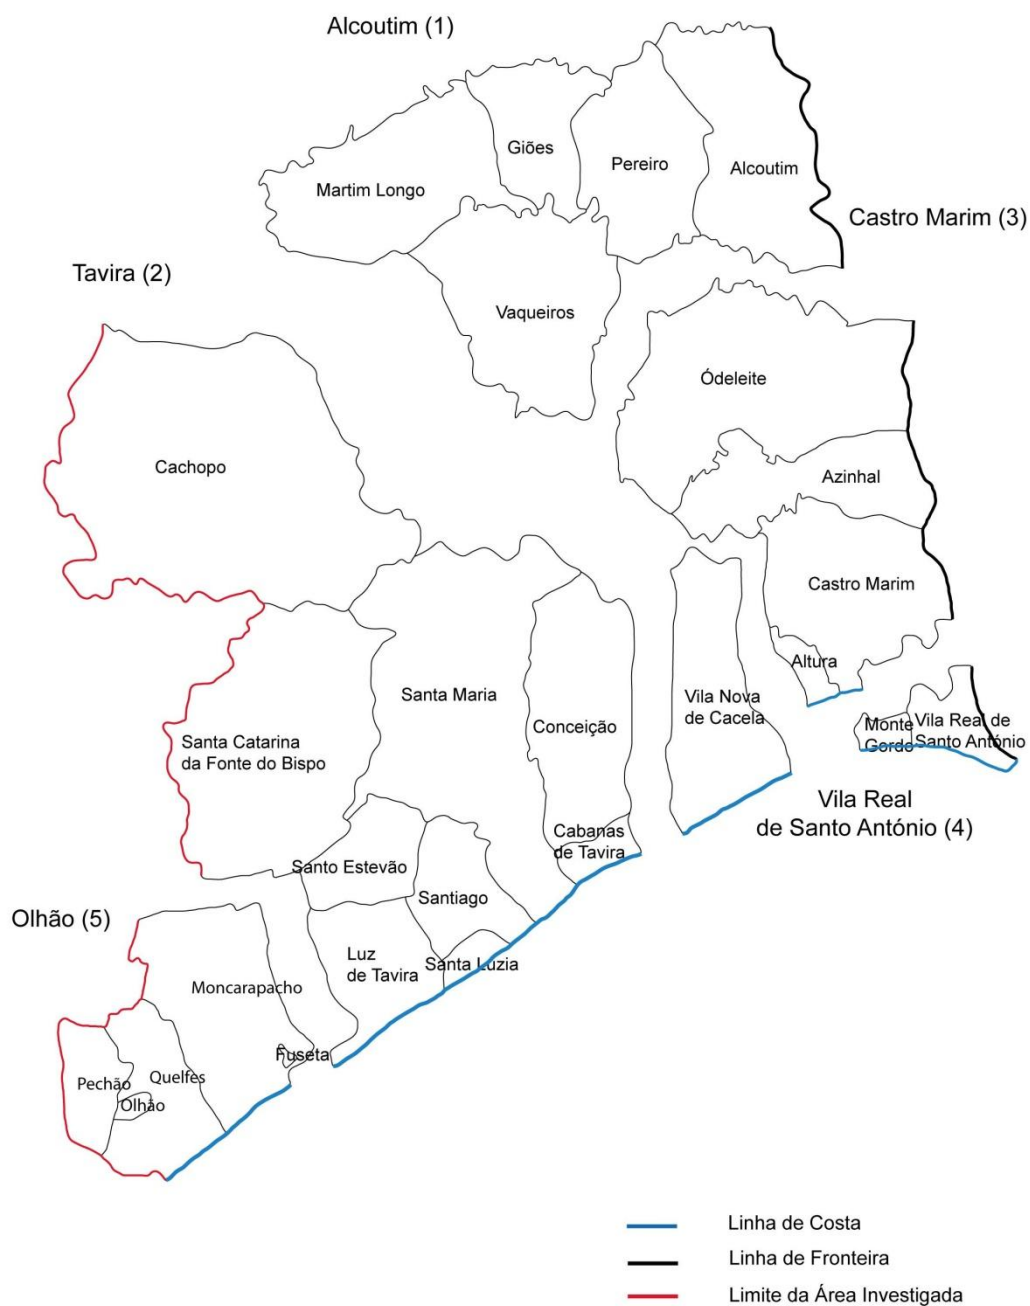 Alcoutim (1)
Giões
Pereiro
Alcoutim
Martim Longo
Castro Marim (3)
Tavira (2)
Vaqueiros
Ódeleite
Cachopo
Azinhal
Castro Marim
Altura
Santa Maria
Vila Nova
de Cacela
Conceição
Monte
Gordo
Vila Real de
Santo António
Santa Catarina
da Fonte do Bispo
Vila Real
de Santo António (4)
Cabanas
de Tavira
Santo Estevão
Santiago
Olhão (5)
Luz
de Tavira
Santa Luzia
Moncarapacho
Fuseta
Pechão
Quelfes
Olhão
Linha de Costa
Linha de Fronteira
Limite da Área Investigada